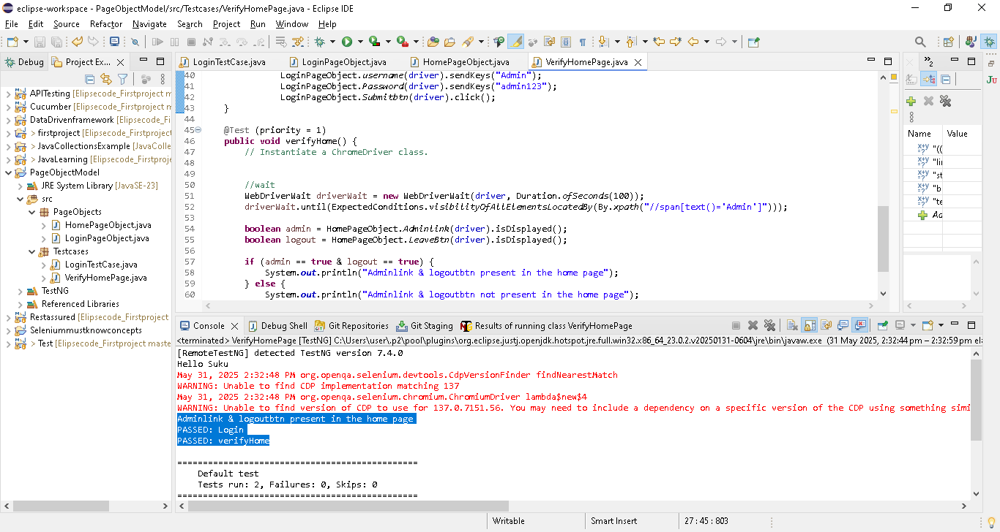 eclipse-workspace - PageObjectModel/src/Testcases/VerifyHomePage.java - Eclipse IDE
File Edit Source Refactor Navigate Search Project Run Window Help
Debug Project Ex...
LoginTestCase.java LoginPageObject.java HomePageObject.java VerifyHomePage.java
2
APITesting [Elipsecode_Firstproject m
Cucumber [Elipsecode_Firstproject m
DataDrivenframework [Elipsecode_Fi
> firstproject [Elipsecode_Firstproject
> JavaCollectionsExample [JavaColle
> JavaLearning [Elipsecode_Firstproje
PageObjectModel
JRE System Library [JavaSE-23]
src
PageObjects
HomePageObject.java
LoginPageObject.java
Testcases
LoginTestCase.java
VerifyHomePage.java
TestNG
Referenced Libraries
Restassured [Elipsecode_Firstproject
Seleniummustknowconcepts
> Test [Elipsecode_Firstproject maste
40 LoginPageObject.username(driver).sendKeys("Admin");
41 LoginPageObject.Password(driver).sendKeys("admin123");
42 LoginPageObject.Submitbtn(driver).click();
43 }
44
45 @Test (priority = 1)
46 public void verifyHome() {
47 // Instantiate a ChromeDriver class.
48
49
50 //wait
51 WebDriverWait driverWait = new WebDriverWait(driver, Duration.ofSeconds(100));
52 driverWait.until(ExpectedConditions.visibilityOfAllElementsLocatedBy(By.xpath("//span[text()='Admin']")));
53
54 boolean admin = HomePageObject.Adminlink(driver).isDisplayed();
55 boolean logout = HomePageObject.LeaveBtn(driver).isDisplayed();
56
57 if (admin == true & logout == true) {
58 System.out.println("Adminlink & logoutbtn present in the home page");
59 } else {
60 System.out.println("Adminlink & logoutbtn not present in the home page");
Name Value
"((
"lir
"st
"b
"te
Ad
Console Debug Shell Git Repositories Git Staging Results of running class VerifyHomePage
<terminated> VerifyHomePage [TestNG] C:\Users\user\.p2\pool\plugins\org.eclipse.justj.openjdk.hotspot.jre.full.win32.x86_64_23.0.2.v20250131-0604\jre\bin\javaw.exe (31 May 2025, 2:32:44 pm – 2:32:59 pm ela
[RemoteTestNG] detected TestNG version 7.4.0
Hello Suku
May 31, 2025 2:32:48 PM org.openqa.selenium.devtools.CdpVersionFinder findNearestMatch
WARNING: Unable to find CDP implementation matching 137
May 31, 2025 2:32:48 PM org.openqa.selenium.chromium.ChromiumDriver lambda$new$4
WARNING: Unable to find version of CDP to use for 137.0.7151.56. You may need to include a dependency on a specific version of the CDP using something simi
Adminlink & logoutbtn present in the home page
PASSED: Login
PASSED: verifyHome
===============================================
Default test
Tests run: 2, Failures: 0, Skips: 0
===============================================
Writable Smart Insert 27 : 45 : 803